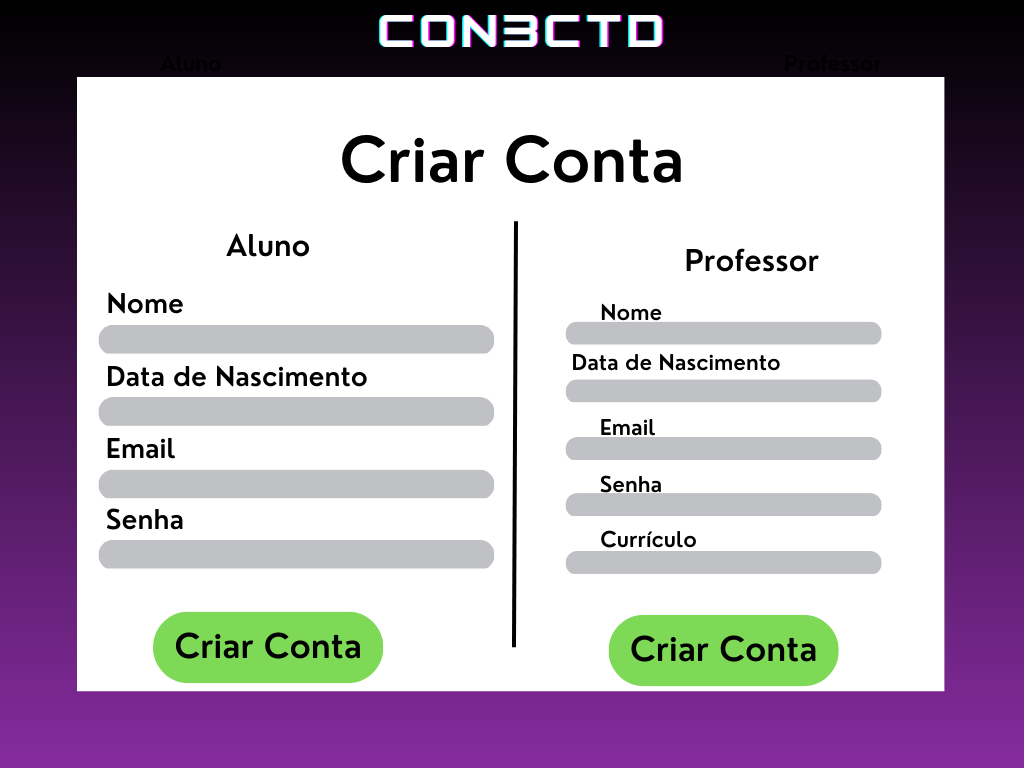 CON3CTD
Aluno
Professor
Criar Conta
Aluno
Nome
Data de Nascimento
Email
Senha
Criar Conta
Professor
Nome
Data de Nascimento
Email
Senha
Currículo
Criar Conta